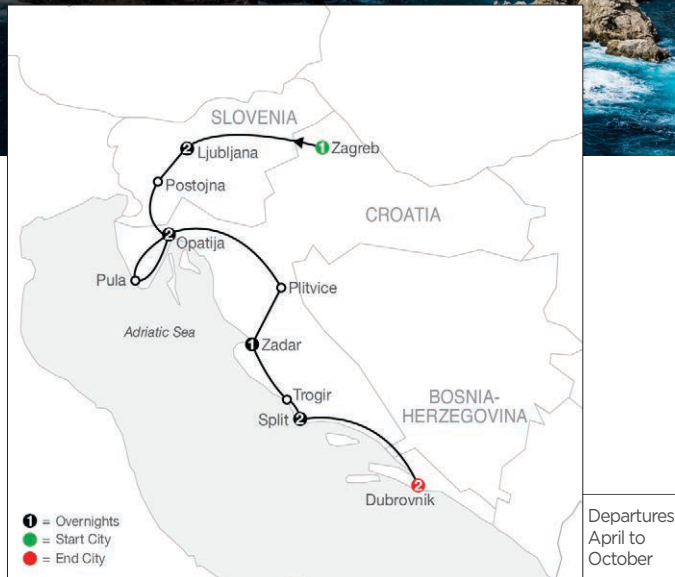 SLOVENIA
2 Ljubljana
1 Zagreb
Postojna
CROATIA
2
Opatija
Pula
Plitvice
Adriatic Sea
1 Zadar
Trogir
BOSNIA-
HERZEGOVINA
Split 2
2
Dubrovnik
1 = Overnights
= Start City
= End City
Departures
April to
October